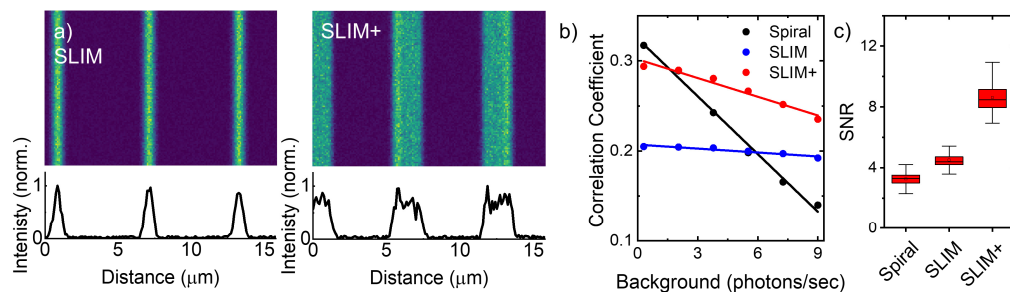 a)
SLIM
SLIM+
Intenisty (norm.)
1
0
0 5 10 15
Distance (μm)
Intenisty (norm.)
1
0
0 5 10 15
Distance (μm)
b)
Spiral
SLIM
SLIM+
Correlation Coefficient
0.3
0.2
0.1
0 3 6 9
Background (photons/sec)
c)
SNR
12
8
4
0
Spiral
SLIM
SLIM+